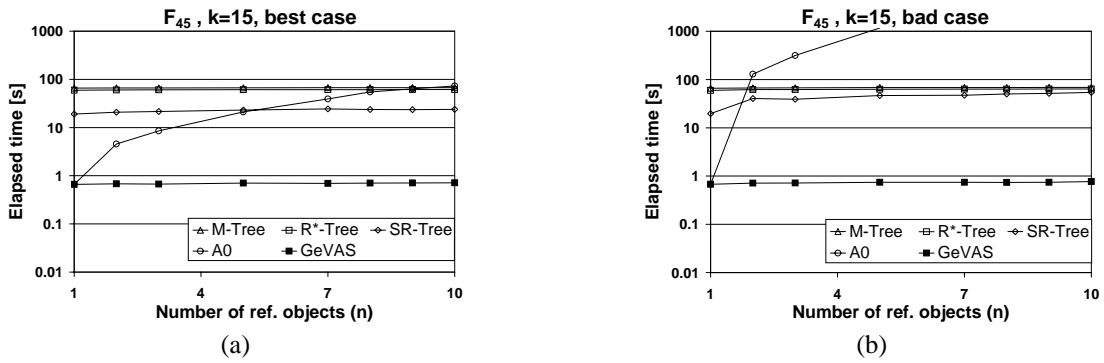 F45 , k=15, best case
1000
100
10
1
0.1
0.01
Elapsed time [s]
M-Tree R*-Tree SR-Tree
A0 GeVAS
1 4 7 10
Number of ref. objects (n)
(a)
F45 , k=15, bad case
1000
100
10
1
0.1
0.01
Elapsed time [s]
M-Tree R*-Tree SR-Tree
A0 GeVAS
1 4 7 10
Number of ref. objects (n)
(b)